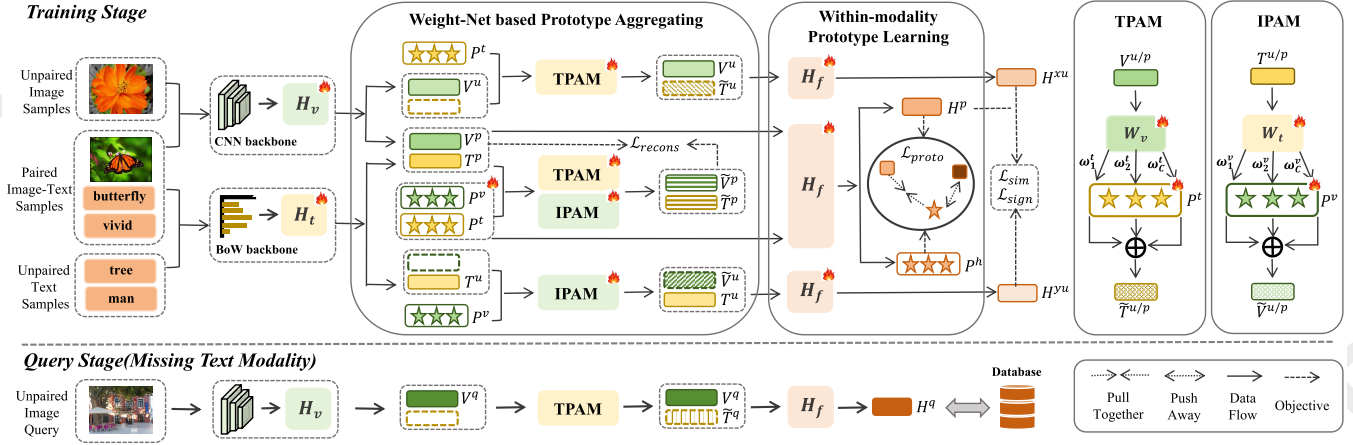 Training Stage
Unpaired
Image
Samples
Paired
Image-Text
Samples
butterfly
vivid
Unpaired
Text
Samples
tree
man
H_v
CNN backbone
H_t
BoW backbone
Weight-Net based Prototype Aggregating
P^t
V^u
TPAM
V^u
T̃^u
V^p
T^p
L_recons
P^v
P^t
TPAM
IPAM
Ṽ^p
T̃^p
T^u
P^v
IPAM
Ṽ^u
T^u
Within-modality
Prototype Learning
H_f
H^p
L_proto
H_f
P^h
H_f
H^{xu}
L_sim
L_sign
H^{yu}
TPAM
V^{u/p}
W_v
ω_1^t ω_2^t ω_C^t
P^t
T̃^{u/p}
IPAM
T^{u/p}
W_t
ω_1^v ω_2^v ω_C^v
P^v
Ṽ^{u/p}
Query Stage(Missing Text Modality)
Unpaired
Image
Query
H_v
V^q
TPAM
V^q
T̃^q
H_f
H^q
Database
Pull
Together
Push
Away
Data
Flow
Objective